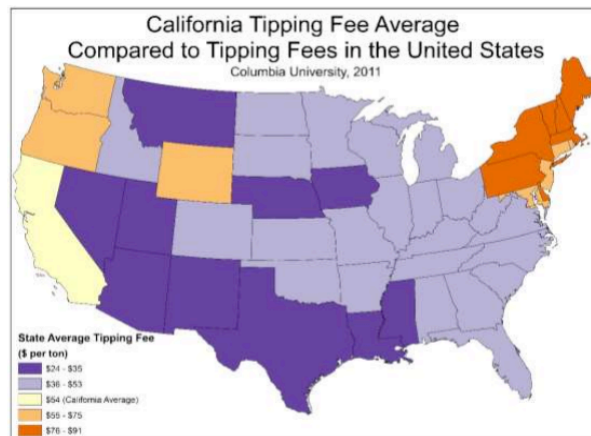 California Tipping Fee Average
Compared to Tipping Fees in the United States
Columbia University, 2011
State Average Tipping Fee
($ per ton)
$24 - $35
$36 - $53
$54 (California Average)
$55 - $75
$76 - $91